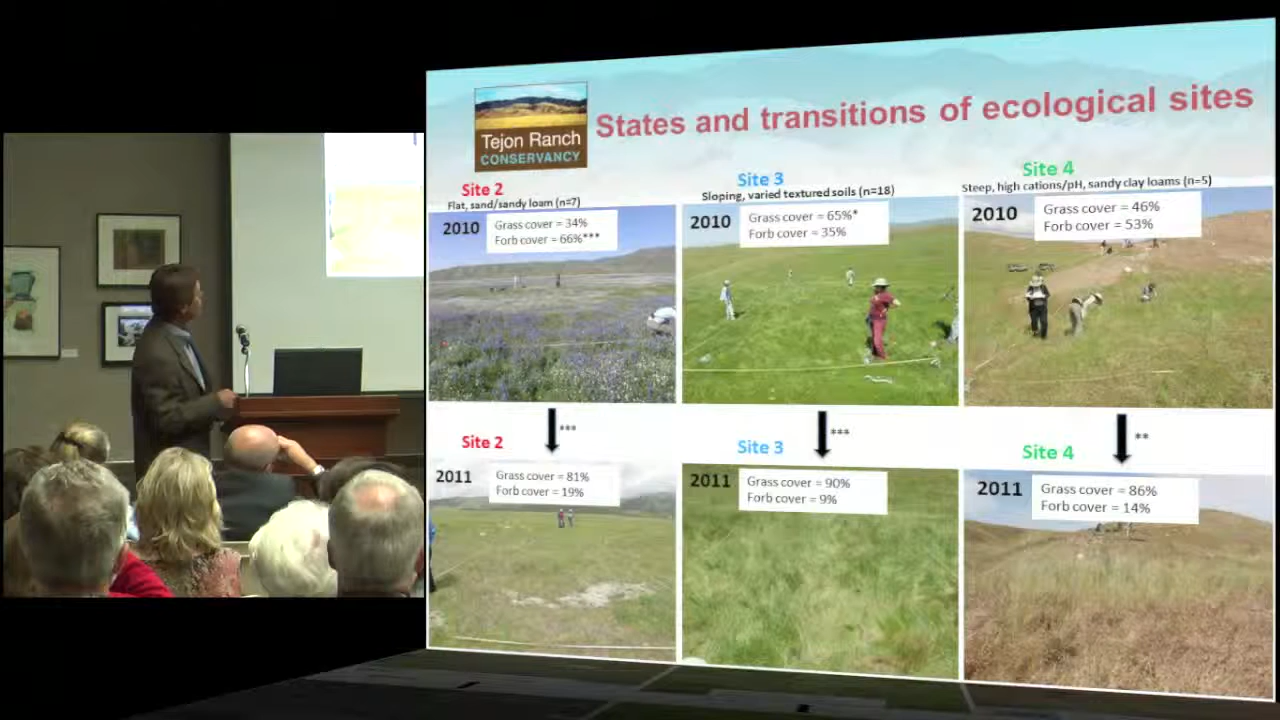 Tejon Ranch
CONSERVANCY
States and transitions of ecological sites
Site 2
Flat, sand/sandy loam (n=7)
2010
Grass cover = 34%
Forb cover = 66%***
Site 3
Sloping, varied textured soils (n=18)
2010
Grass cover = 65%*
Forb cover = 35%
Site 4
Steep, high cations/pH, sandy clay loams (n=5)
2010
Grass cover = 46%
Forb cover = 53%
***
***
**
Site 2
2011
Grass cover = 81%
Forb cover = 19%
Site 3
2011
Grass cover = 90%
Forb cover = 9%
Site 4
2011
Grass cover = 86%
Forb cover = 14%